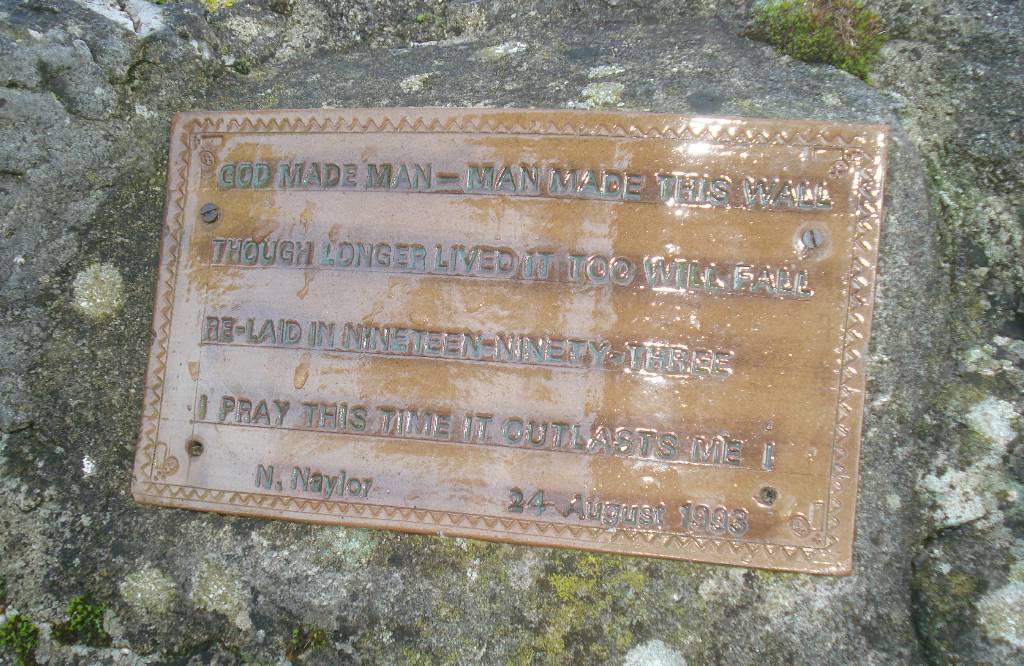 GOD MADE MAN – MAN MADE THIS WALL
THOUGH LONGER LIVED IT TOO WILL FALL
RE-LAID IN NINETEEN-NINETY-THREE
I PRAY THIS TIME IT OUTLASTS ME !
N. Naylor 24 August 1993